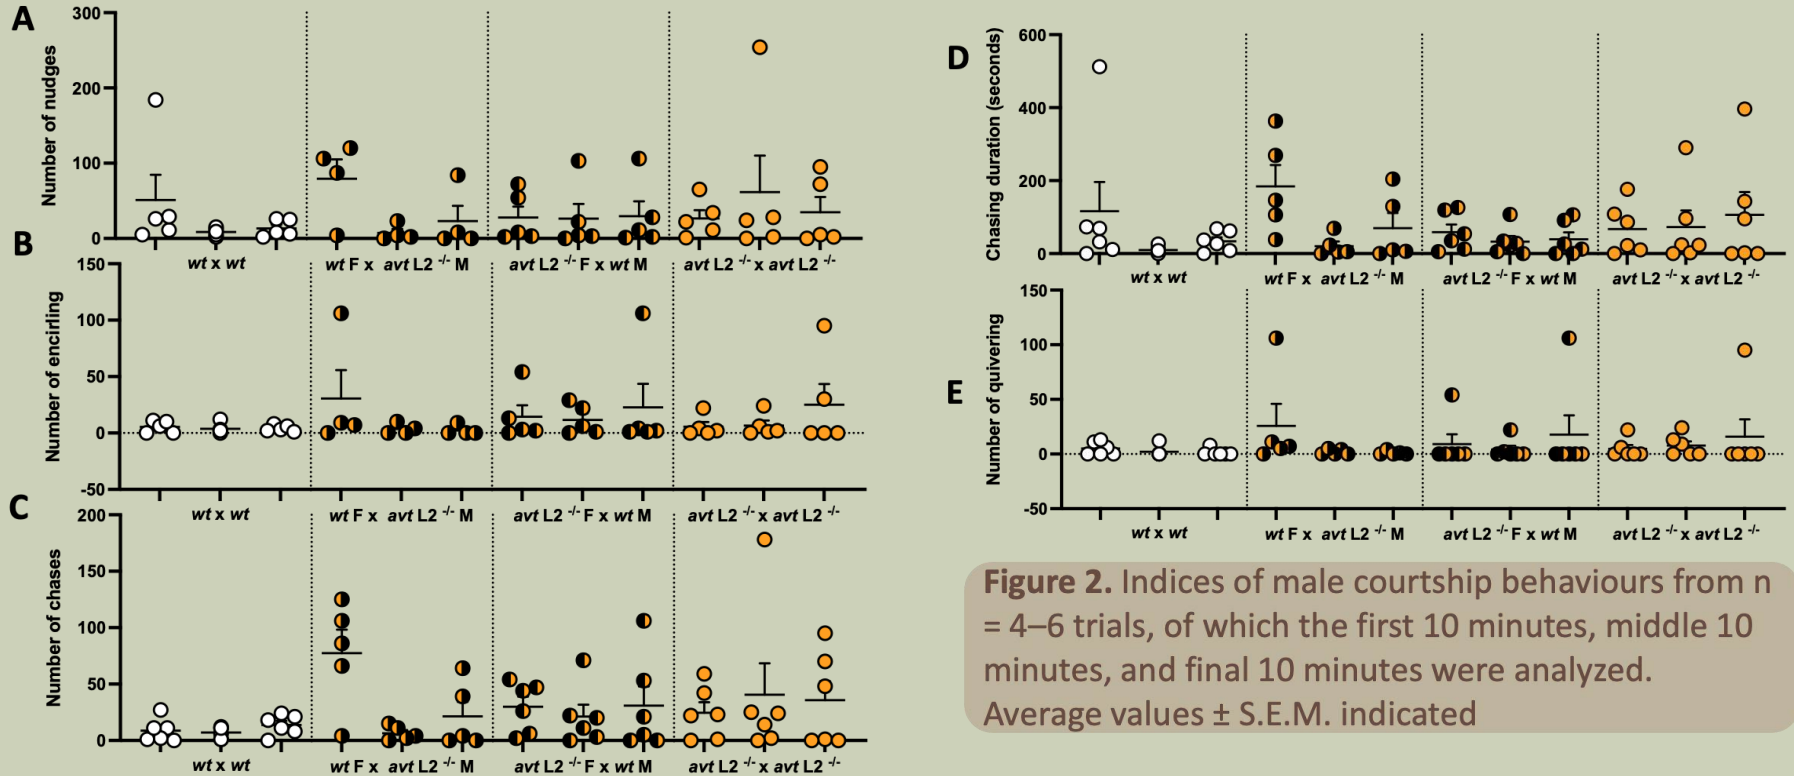 A
Number of nudges
300
200
100
0
wt x wt
wt F x avt L2 -/- M
avt L2 -/- F x wt M
avt L2 -/- x avt L2 -/-
B
Number of encirling
150
100
50
0
-50
wt x wt
wt F x avt L2 -/- M
avt L2 -/- F x wt M
avt L2 -/- x avt L2 -/-
C
Number of chases
200
150
100
50
0
wt x wt
wt F x avt L2 -/- M
avt L2 -/- F x wt M
avt L2 -/- x avt L2 -/-
D
Chasing duration (seconds)
600
400
200
0
wt x wt
wt F x avt L2 -/- M
avt L2 -/- F x wt M
avt L2 -/- x avt L2 -/-
E
Number of quivering
150
100
50
0
-50
wt x wt
wt F x avt L2 -/- M
avt L2 -/- F x wt M
avt L2 -/- x avt L2 -/-
Figure 2. Indices of male courtship behaviours from n
= 4–6 trials, of which the first 10 minutes, middle 10
minutes, and final 10 minutes were analyzed.
Average values ± S.E.M. indicated